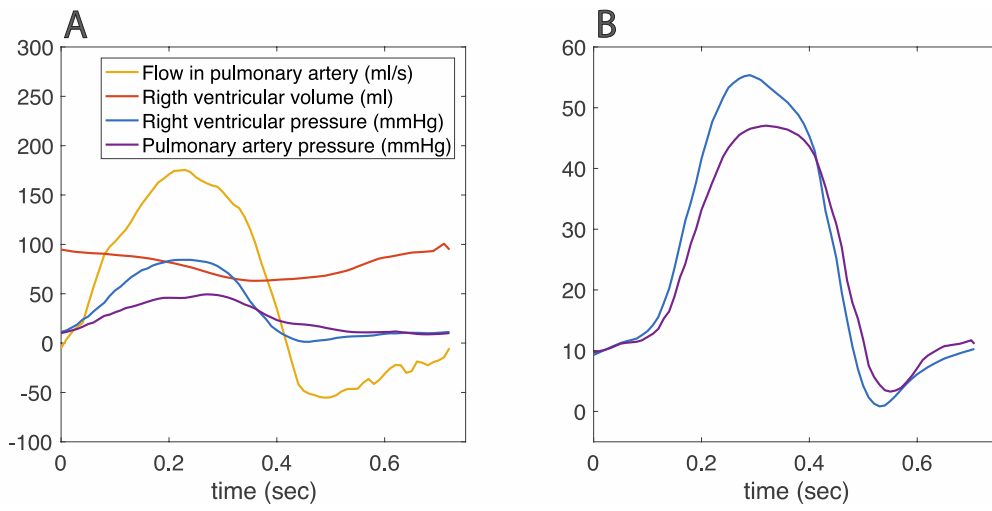 A
B
300
250
200
150
100
50
0
-50
-100
Flow in pulmonary artery (ml/s)
Rigth ventricular volume (ml)
Right ventricular pressure (mmHg)
Pulmonary artery pressure (mmHg)
0 0.2 0.4 0.6
time (sec)
60
50
40
30
20
10
0
0 0.2 0.4 0.6
time (sec)